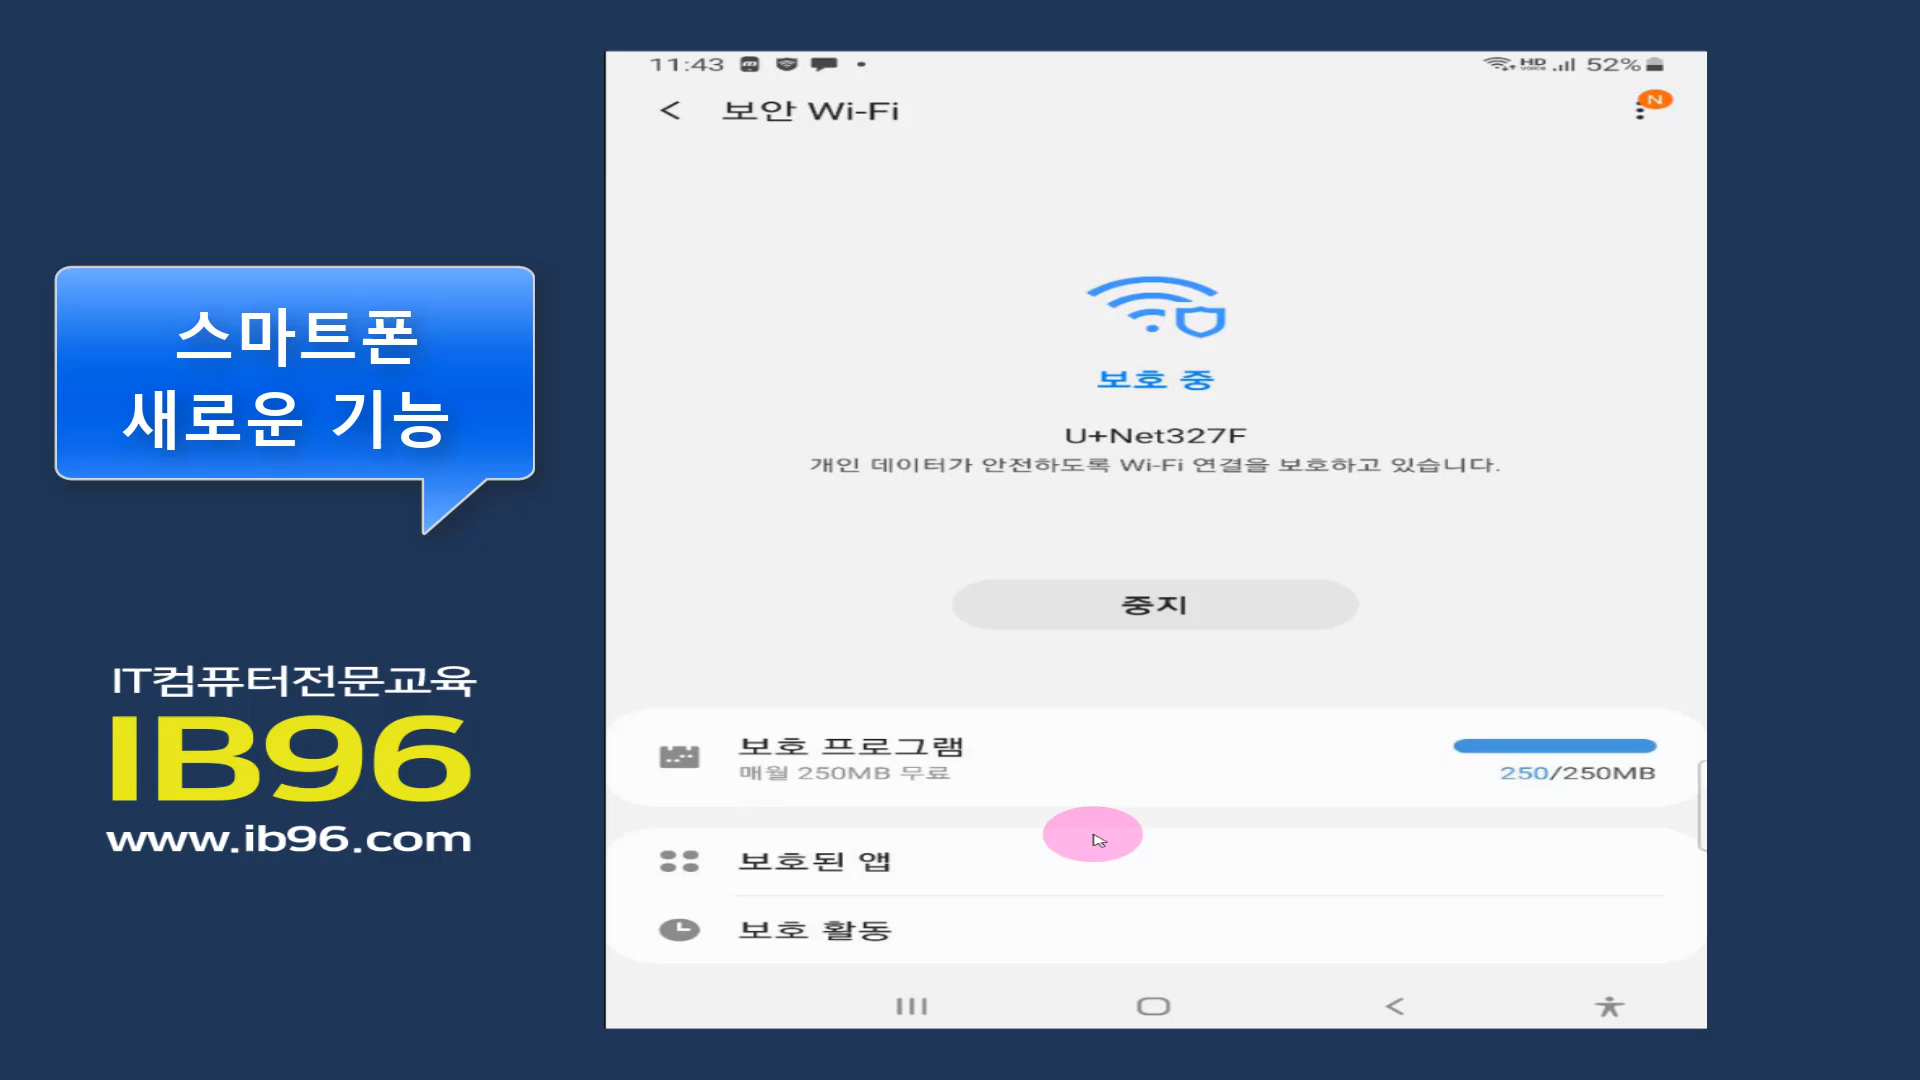 스마트폰
새로운 기능
IT컴퓨터전문교육
IB96
www.ib96.com
11:43
HD 52%
보안 Wi-Fi
N
보호 중
U+Net327F
개인 데이터가 안전하도록 Wi-Fi 연결을 보호하고 있습니다.
중지
보호 프로그램
매월 250MB 무료
250/250MB
보호된 앱
보호 활동